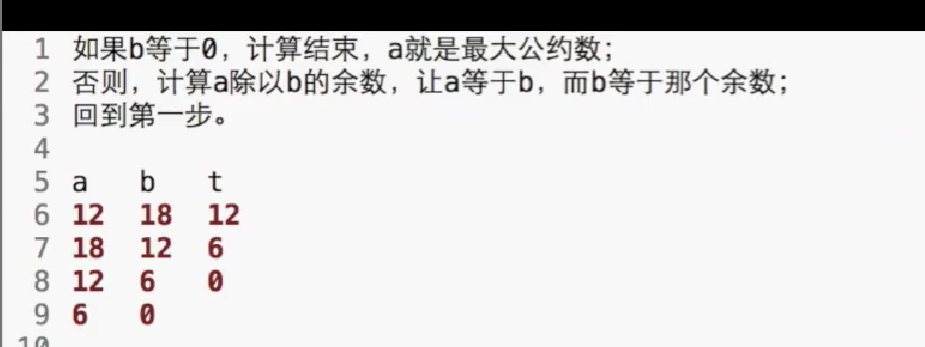 1 如果b等于0，计算结束，a就是最大公约数；
2 否则，计算a除以b的余数，让a等于b，而b等于那个余数；
3 回到第一步。
4
5 a b t
6 12 18 12
7 18 12 6
8 12 6 0
9 6 0
10